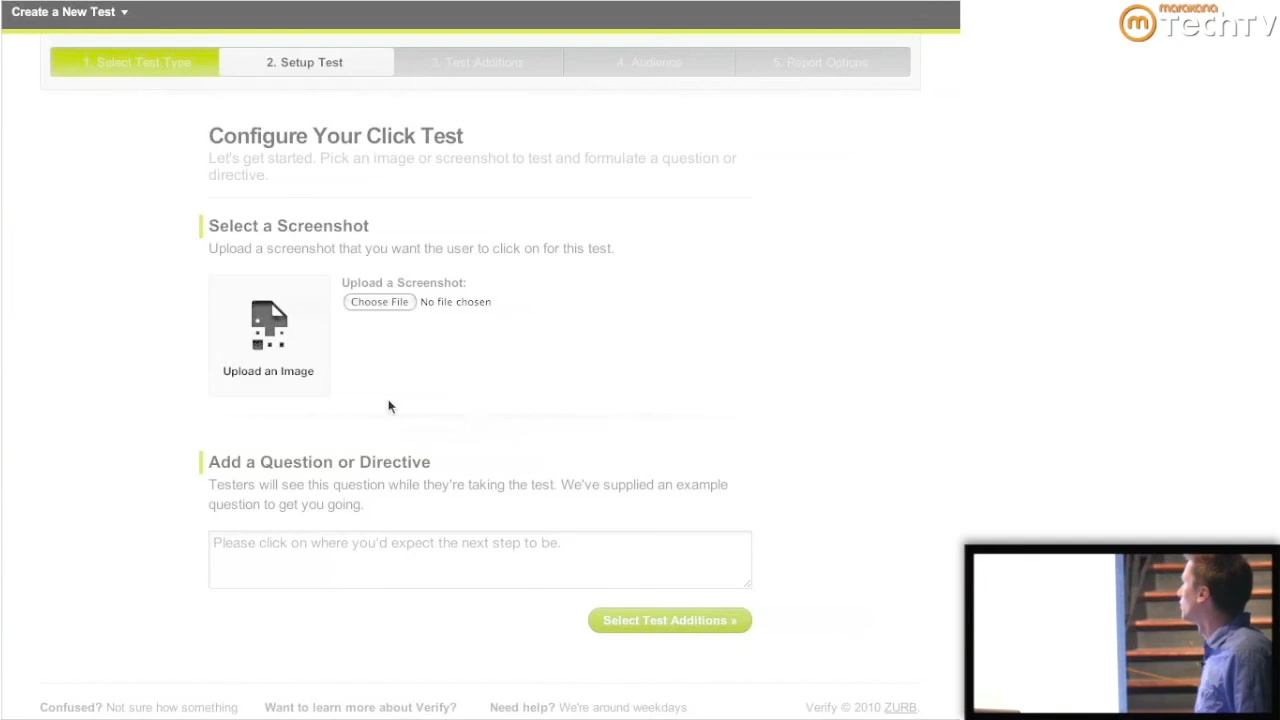 Create a New Test ▼
marakana
TechTV
1. Select Test Type
2. Setup Test
3. Test Additions
4. Audience
5. Report Options
Configure Your Click Test
Let's get started. Pick an image or screenshot to test and formulate a question or
directive.
Select a Screenshot
Upload a screenshot that you want the user to click on for this test.
Upload a Screenshot:
Choose File No file chosen
Upload an Image
Add a Question or Directive
Testers will see this question while they're taking the test. We've supplied an example
question to get you going.
Please click on where you'd expect the next step to be.
Select Test Additions »
Confused? Not sure how something
Want to learn more about Verify?
Need help? We're around weekdays
Verify © 2010 ZURB.